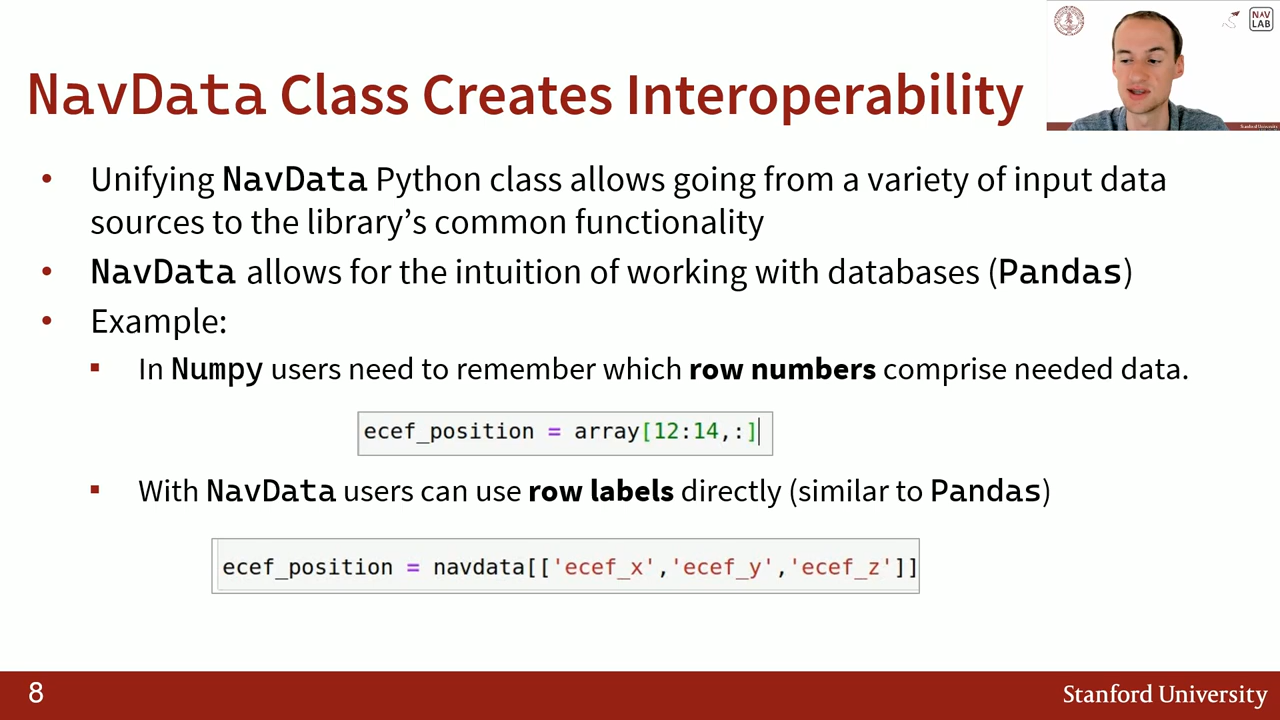 NAV
LAB
NavData Class Creates Interoperability
Stanford University
• Unifying NavData Python class allows going from a variety of input data
sources to the library’s common functionality
• NavData allows for the intuition of working with databases (Pandas)
• Example:
▪ In Numpy users need to remember which row numbers comprise needed data.
ecef_position = array[12:14,:]
▪ With NavData users can use row labels directly (similar to Pandas)
ecef_position = navdata[['ecef_x','ecef_y','ecef_z']]
8
Stanford University